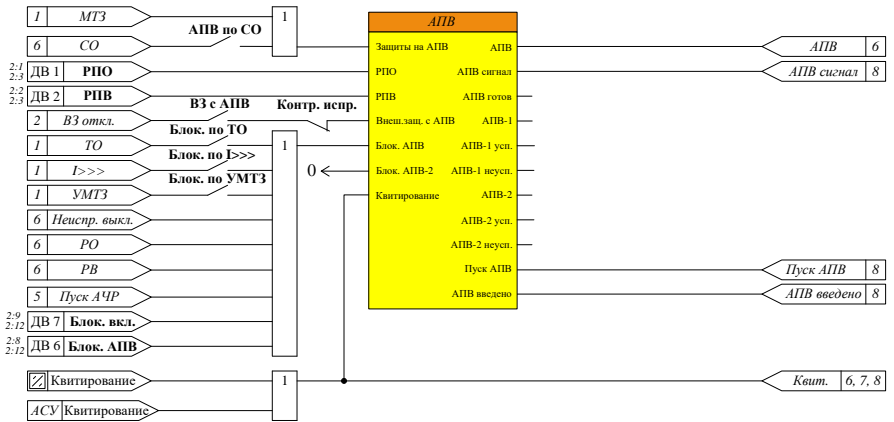 1 МТЗ
АПВ по СО
6 СО
1
2:1
2:3
ДВ 1 РПО
2:2
2:3
ДВ 2 РПВ
ВЗ с АПВ
Контр. испр.
2 ВЗ откл.
Блок. по ТО
1 ТО
1
Блок. по I>>>
1 I>>>
0
Блок. по УМТЗ
1 УМТЗ
6 Неиспр. выкл.
6 РО
6 РВ
5 Пуск АЧР
2:9
2:12
ДВ 7 Блок. вкл.
2:8
2:12
ДВ 6 Блок. АПВ
Квитирование
1
АСУ Квитирование
АПВ
Защиты на АПВ АПВ
РПО АПВ сигнал
РПВ АПВ готов
Внеш.защ. с АПВ АПВ-1
Блок. АПВ АПВ-1 усп.
Блок. АПВ-2 АПВ-1 неусп.
Квитирование АПВ-2
АПВ-2 усп.
АПВ-2 неусп.
Пуск АПВ
АПВ введено
АПВ 6
АПВ сигнал 8
Пуск АПВ 8
АПВ введено 8
Квит. 6, 7, 8